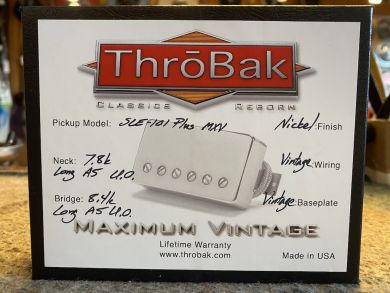 ThrōBak
Classics Reborn
Pickup Model: SLE-101 Plus MXV Nickel :Finish
Neck: 7.8k Vintage :Wiring
Long A5 U.O.
Bridge: 8.4k Vintage :Baseplate
Long A5 U.O.
Maximum Vintage
Lifetime Warranty
www.throbak.com Made in USA